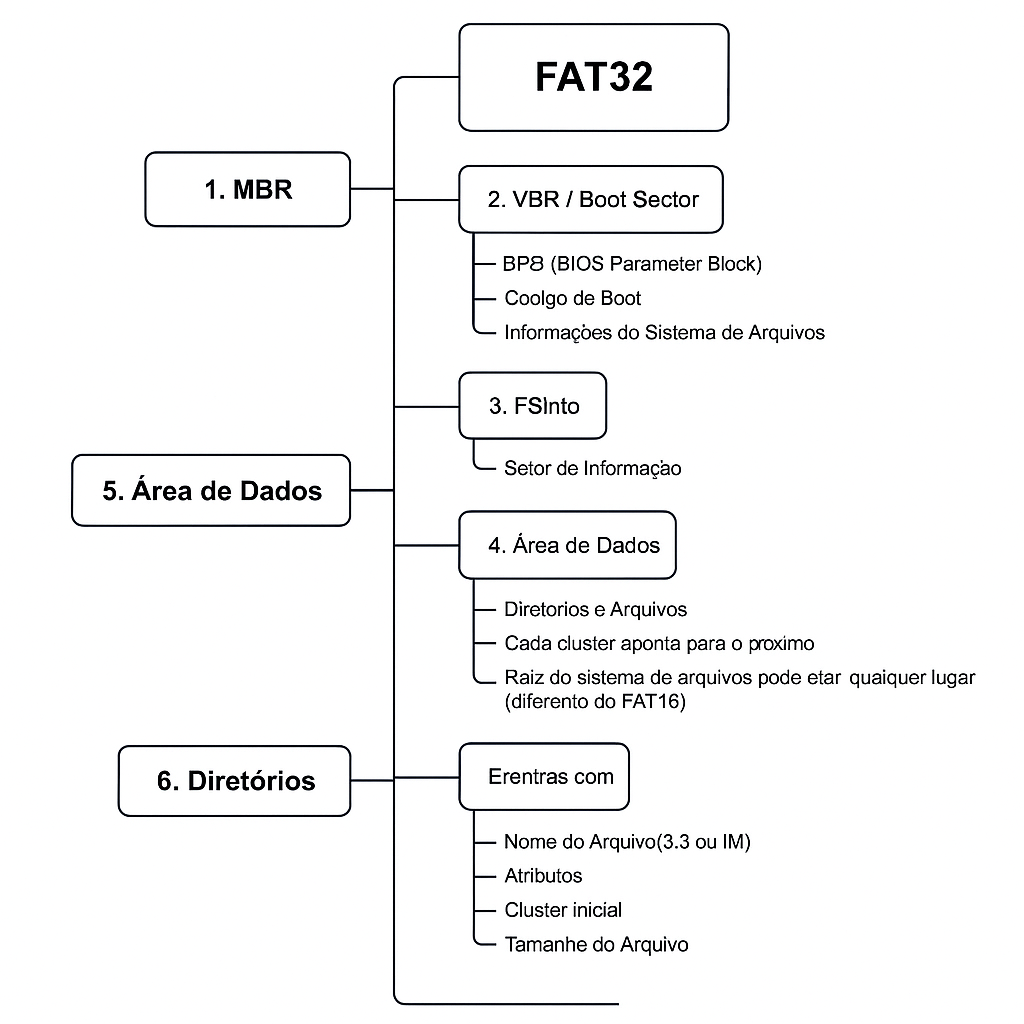 FAT32
1. MBR
2. VBR / Boot Sector
BP8 (BIOS Parameter Block)
Coolgo de Boot
Informações do Sistema de Arquivos
3. FSInto
Setor de Informação
5. Área de Dados
4. Área de Dados
Diretorios e Arquivos
Cada cluster aponta para o proximo
Raiz do sistema de arquivos pode etar quaiquer lugar
(diferento do FAT16)
6. Diretórios
Erentras com
Nome do Arquivo(3.3 ou IM)
Atributos
Cluster inicial
Tamanhe do Arquivo